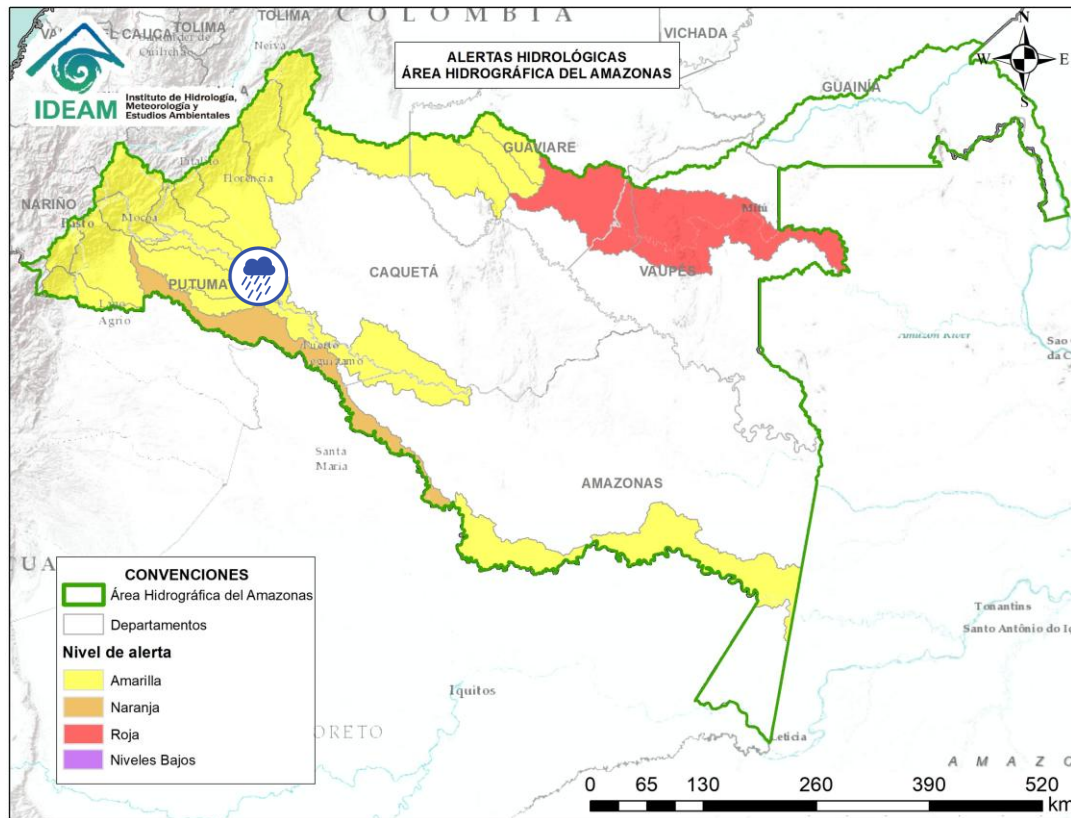 COLOMBIA
TOLIMA
TOLIMA
Neiva
VICHADA
ALERTAS HIDROLÓGICAS
ÁREA HIDROGRÁFICA DEL AMAZONAS
N
W
E
S
IDEAM
Instituto de Hidrología,
Meteorología y
Estudios Ambientales
GUAINÍA
GUAVIARE
Florencia
NARIÑO
Pasto
Mocoa
Mitú
CAQUETÁ
VAUPÉS
PUTUMA
Lago
Agrio
Puerto
Amazon River
Santa
Maria
AMAZONAS
CONVENCIONES
Área Hidrográfica del Amazonas
Departamentos
Nivel de alerta
Amarilla
Naranja
Roja
Niveles Bajos
Tonantins
Santo Antônio do Iç
Iquitos
ORETO
Leticia
AMAZO
0 65 130 260 390 520
km